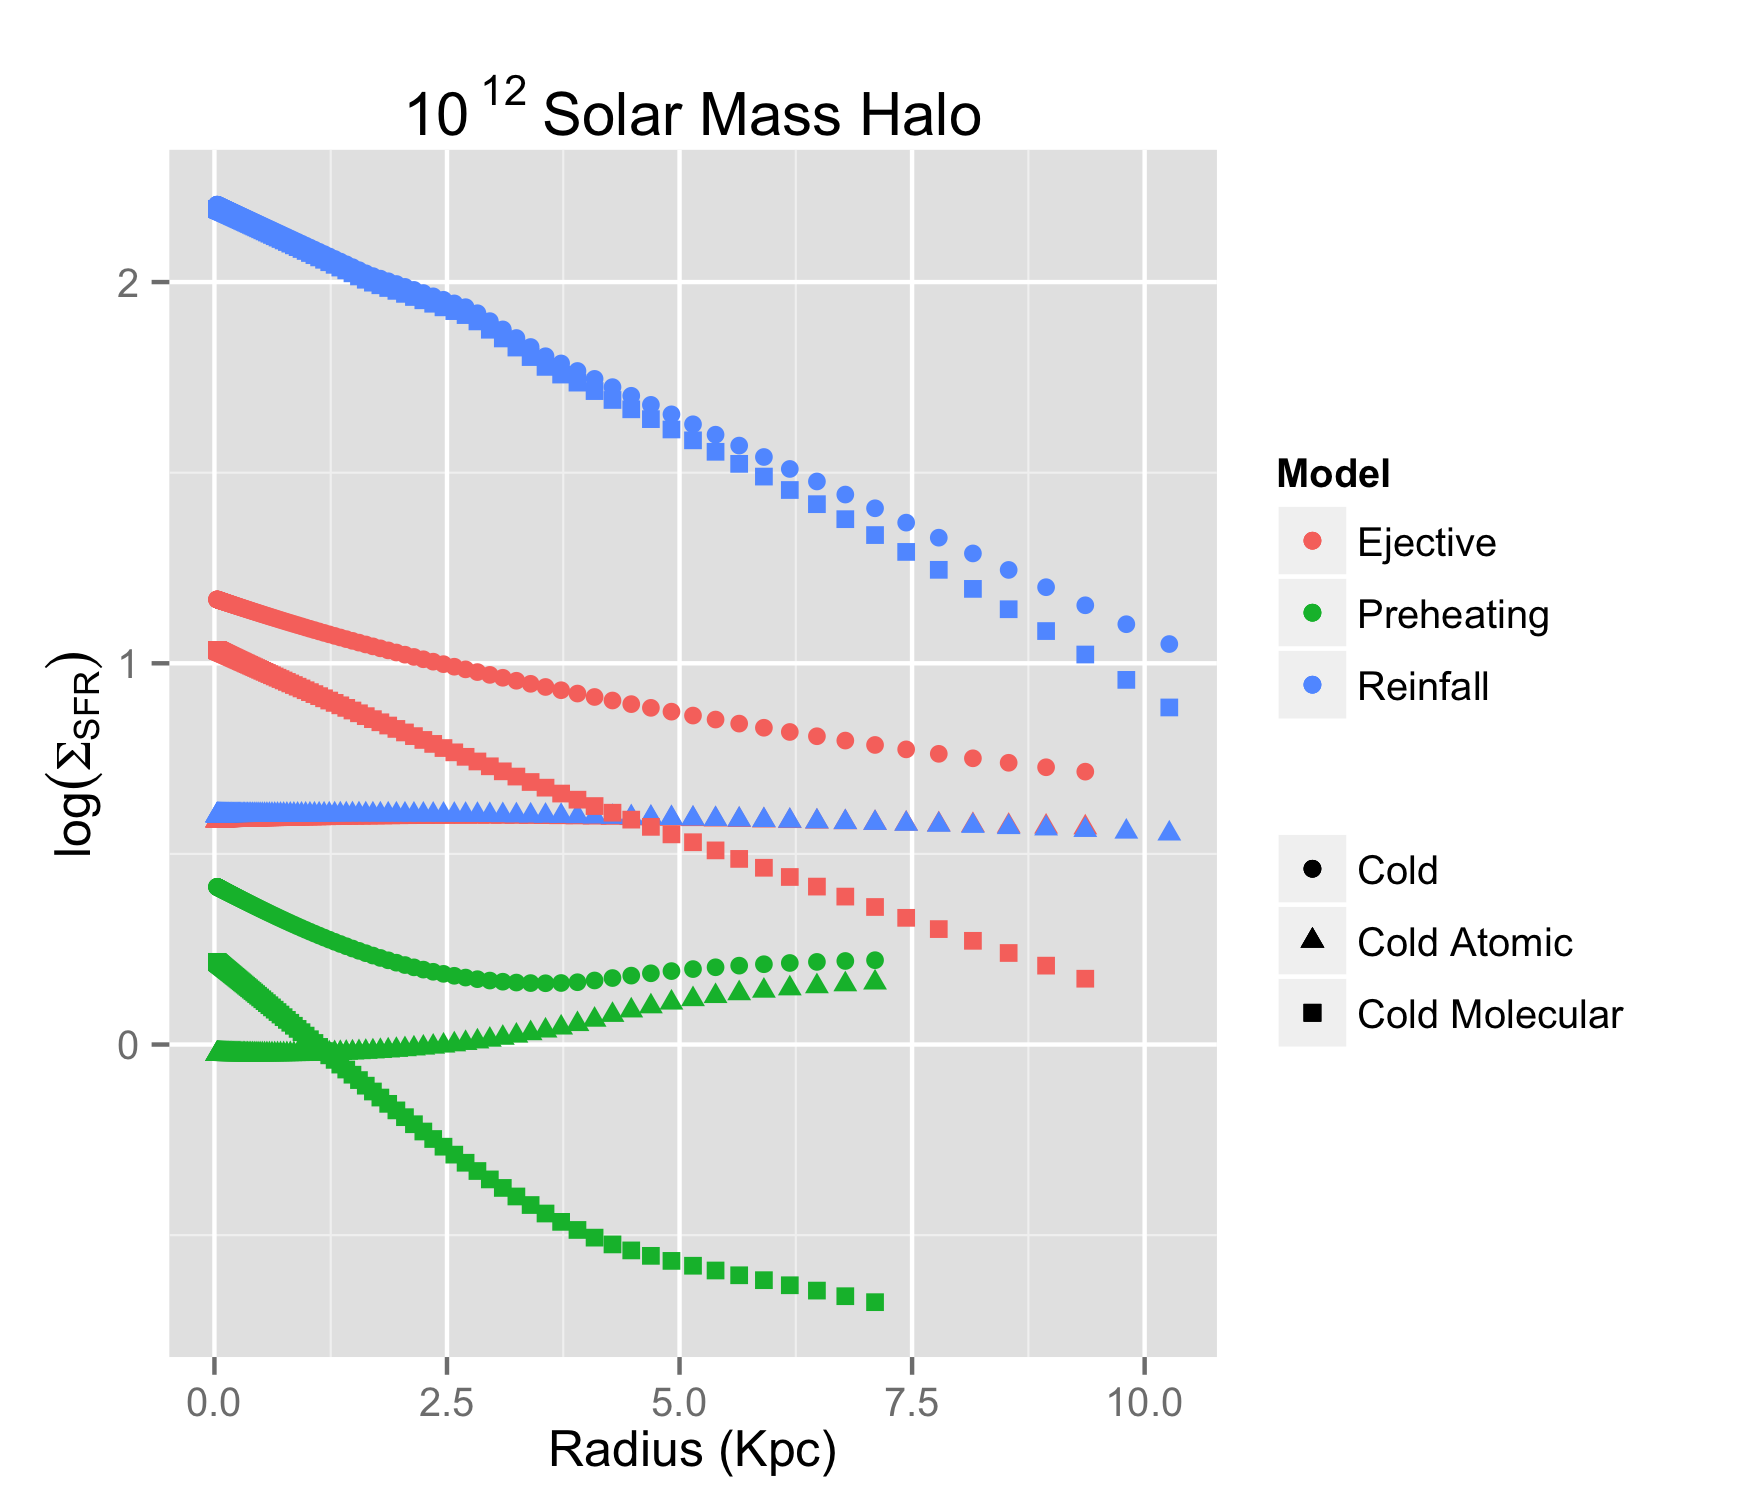 10^12 Solar Mass Halo
log(Σ_SFR)
2
1
0
0.0 2.5 5.0 7.5 10.0
Radius (Kpc)
Model
Ejective
Preheating
Reinfall
Cold
Cold Atomic
Cold Molecular